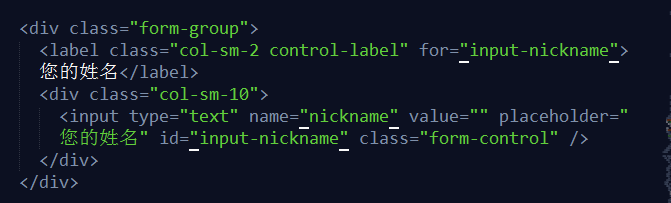 <div class="form-group">
<label class="col-sm-2 control-label" for="input-nickname">
您的姓名</label>
<div class="col-sm-10">
<input type="text" name="nickname" value="" placeholder="
您的姓名" id="input-nickname" class="form-control" />
</div>
</div>